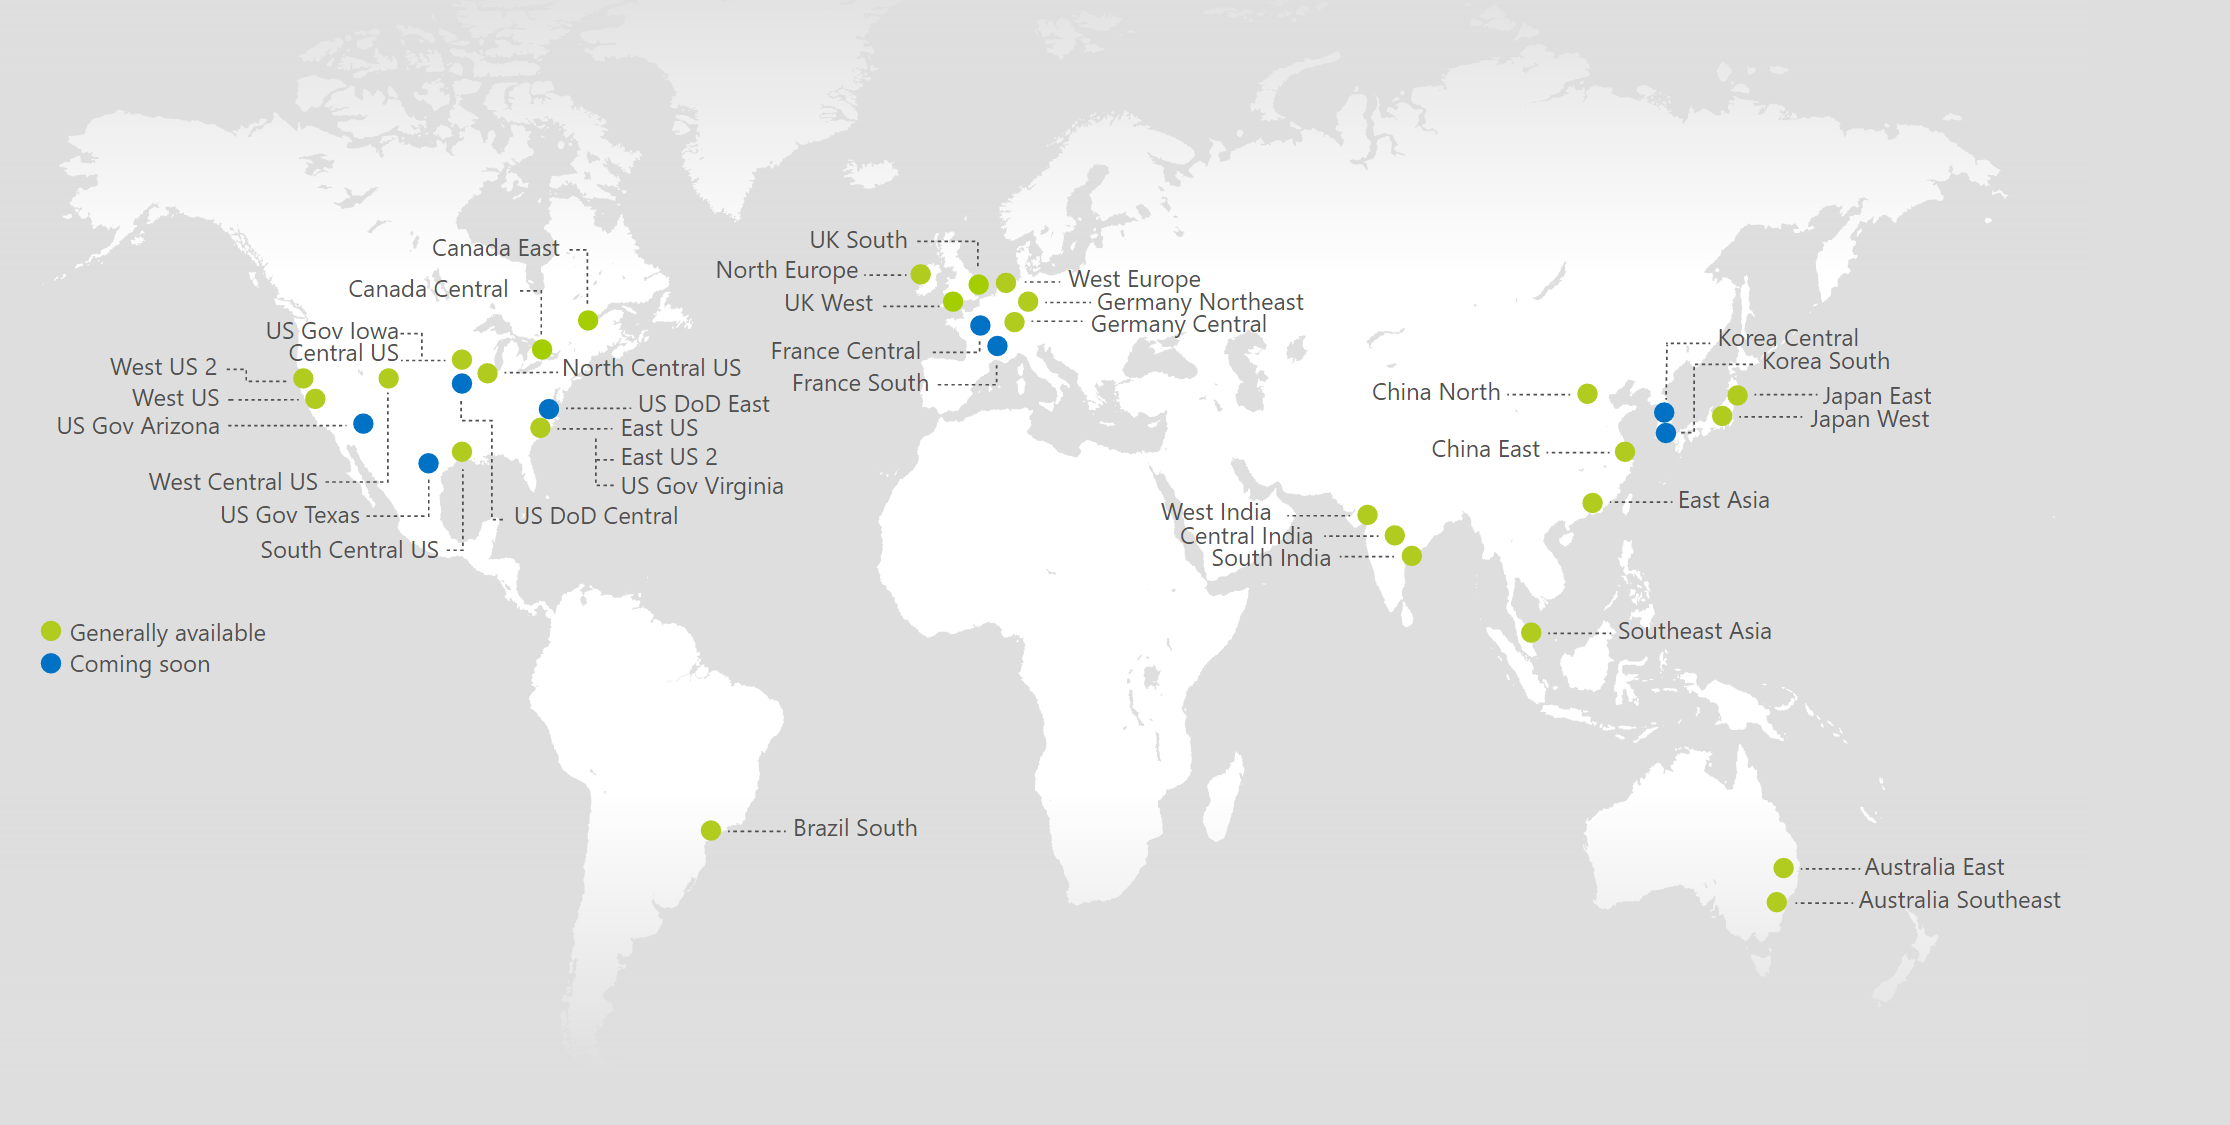 Canada East
Canada Central
US Gov Iowa
Central US
West US 2
West US
US Gov Arizona
North Central US
US DoD East
East US
East US 2
US Gov Virginia
West Central US
US Gov Texas
US DoD Central
South Central US
Generally available
Coming soon
Brazil South
UK South
North Europe
UK West
West Europe
Germany Northeast
Germany Central
France Central
France South
Korea Central
Korea South
China North
Japan East
Japan West
China East
East Asia
West India
Central India
South India
Southeast Asia
Australia East
Australia Southeast